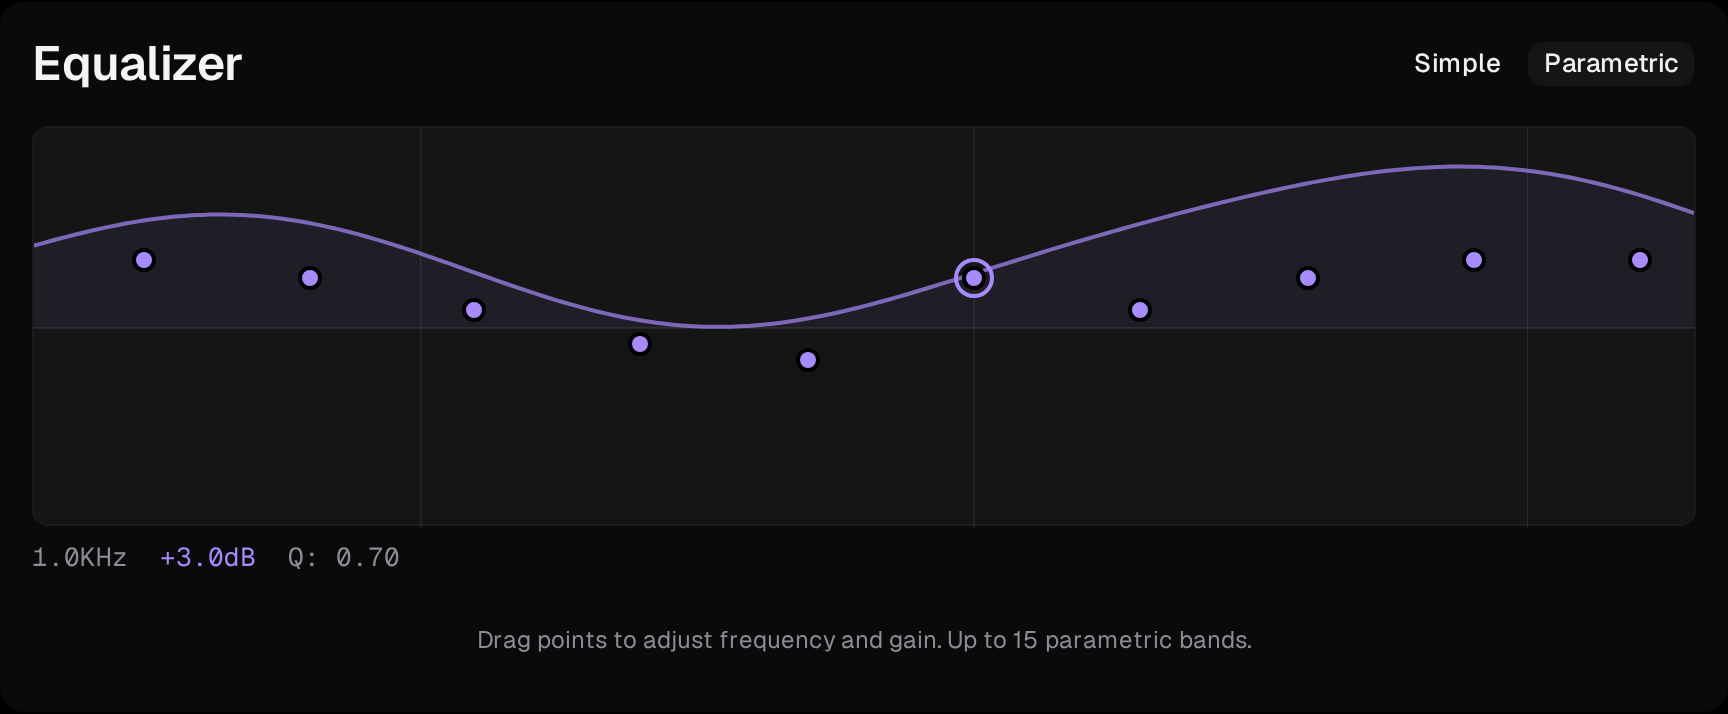 Equalizer
Simple Parametric
1.0KHz +3.0dB Q: 0.70
Drag points to adjust frequency and gain. Up to 15 parametric bands.